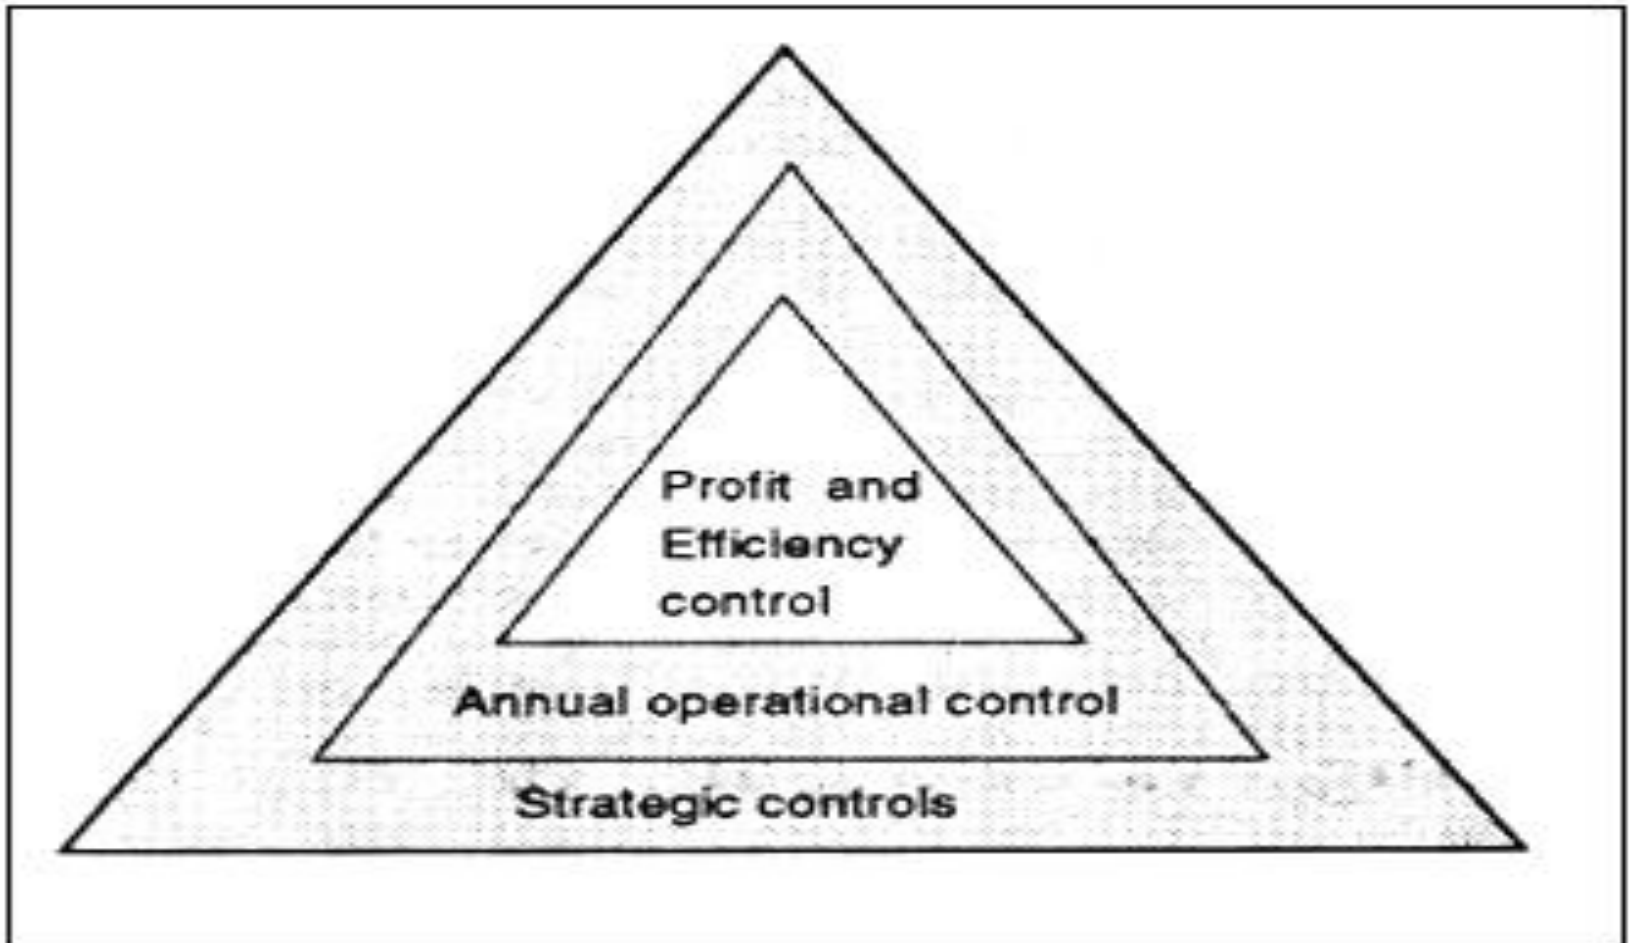 Profit and
Efficiency
control
Annual operational control
Strategic controls